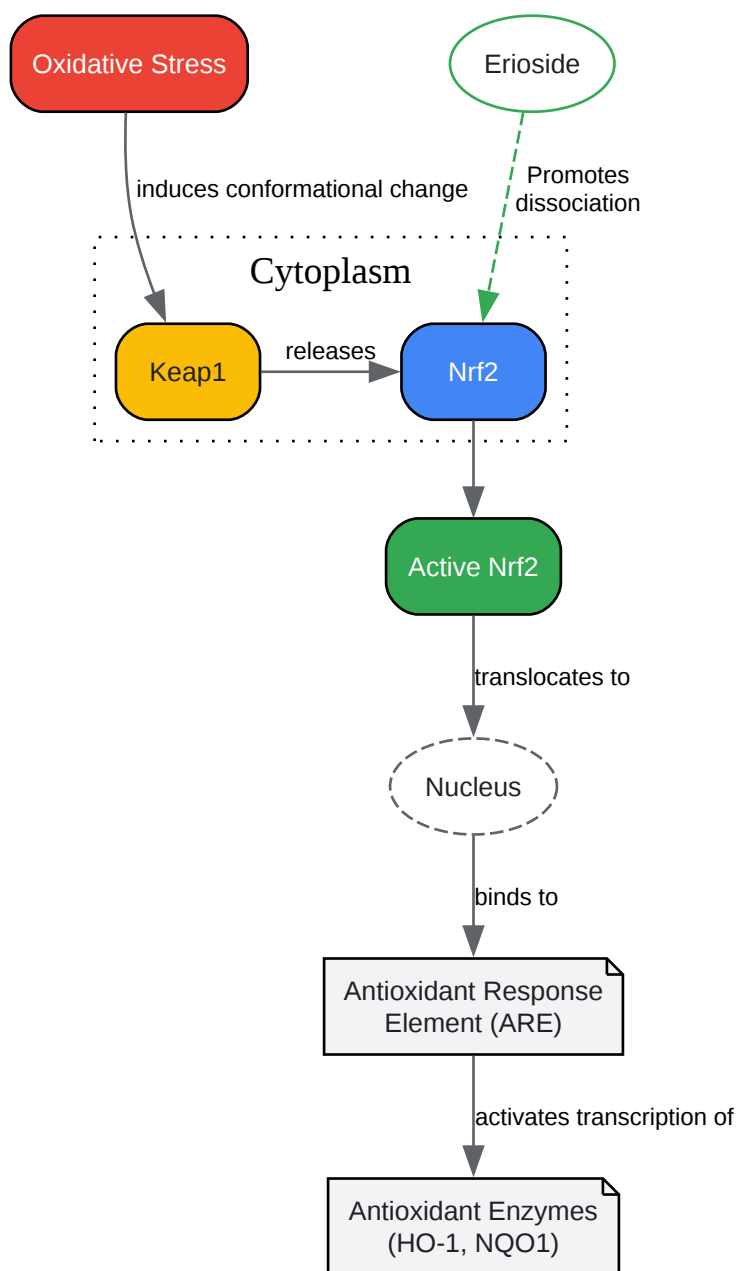 Oxidative Stress
Erioside
induces conformational change
Promotes
dissociation
Cytoplasm
Keap1
releases
Nrf2
Active Nrf2
translocates to
Nucleus
binds to
Antioxidant Response
Element (ARE)
activates transcription of
Antioxidant Enzymes
(HO-1, NQO1)